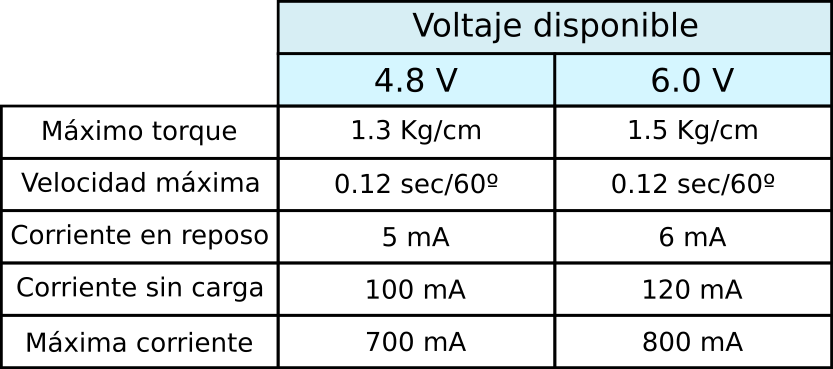 Voltaje disponible
4.8 V 6.0 V
Máximo torque 1.3 Kg/cm 1.5 Kg/cm
Velocidad máxima 0.12 sec/60º 0.12 sec/60º
Corriente en reposo 5 mA 6 mA
Corriente sin carga 100 mA 120 mA
Máxima corriente 700 mA 800 mA